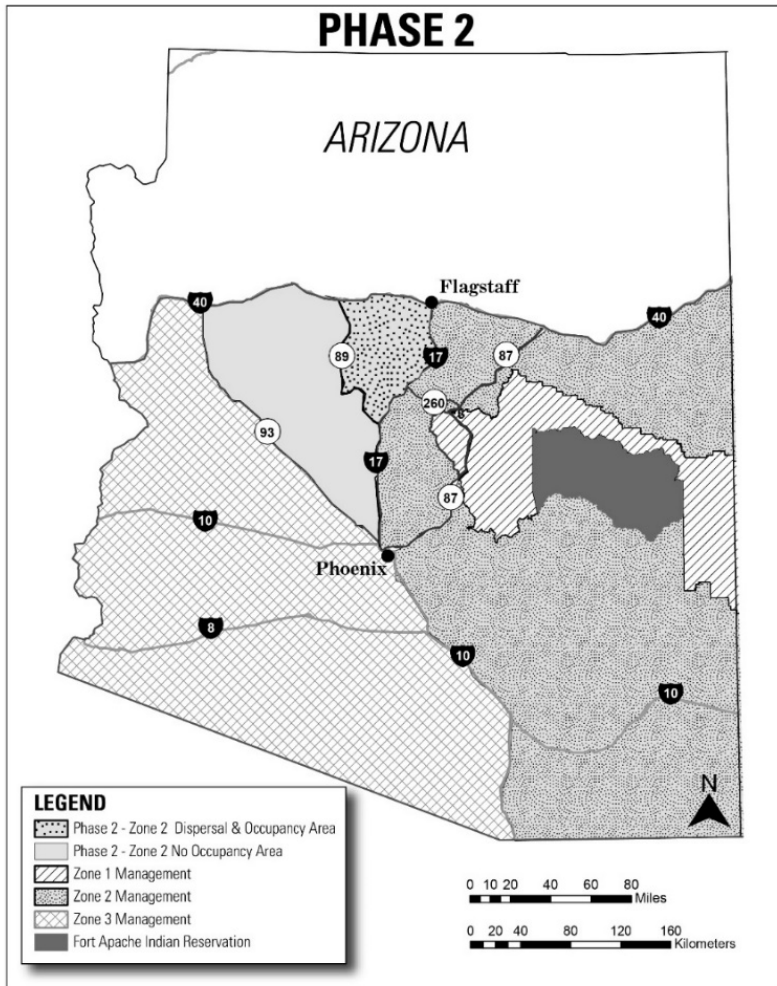 PHASE 2
ARIZONA
Flagstaff
40
40
89
17
87
260
93
17
87
10
Phoenix
8
10
10
N
LEGEND
Phase 2 - Zone 2 Dispersal & Occupancy Area
Phase 2 - Zone 2 No Occupancy Area
Zone 1 Management
Zone 2 Management
Zone 3 Management
Fort Apache Indian Reservation
0 10 20 40 60 80
Miles
0 20 40 80 120 160
Kilometers